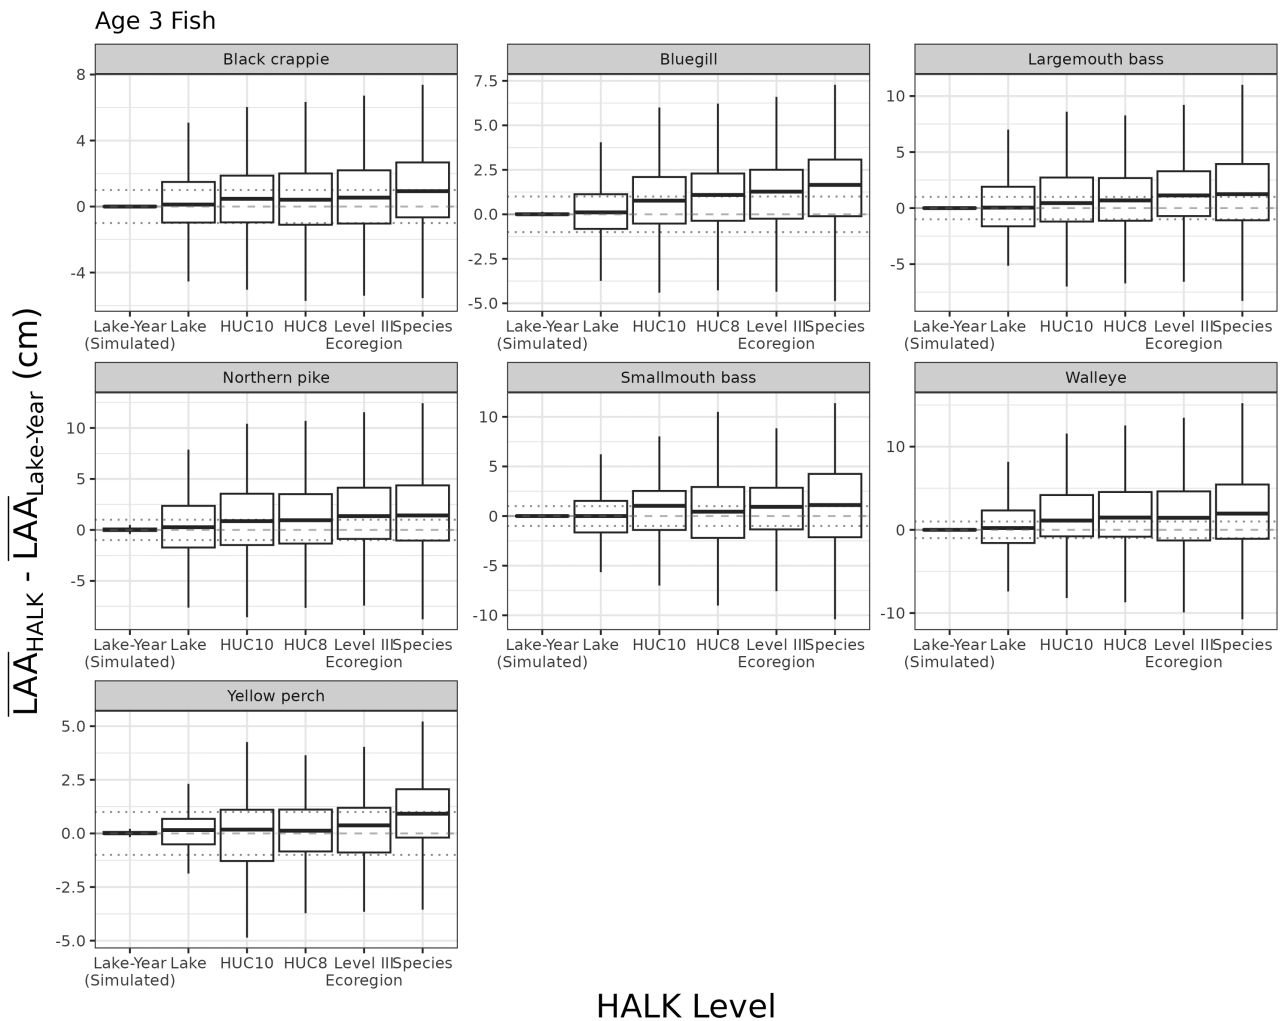 Age 3 Fish
Black crappie
Bluegill
Largemouth bass
8
4
0
-4
7.5
5.0
2.5
0.0
-2.5
-5.0
10
5
0
-5
Lake-Year Lake HUC10 HUC8 Level III Species
(Simulated) Ecoregion
Lake-Year Lake HUC10 HUC8 Level III Species
(Simulated) Ecoregion
Lake-Year Lake HUC10 HUC8 Level III Species
(Simulated) Ecoregion
LAA HALK - LAA Lake-Year (cm)
Northern pike
Smallmouth bass
Walleye
10
5
0
-5
10
5
0
-5
-10
10
0
-10
Lake-Year Lake HUC10 HUC8 Level III Species
(Simulated) Ecoregion
Lake-Year Lake HUC10 HUC8 Level III Species
(Simulated) Ecoregion
Lake-Year Lake HUC10 HUC8 Level III Species
(Simulated) Ecoregion
Yellow perch
5.0
2.5
0.0
-2.5
-5.0
Lake-Year Lake HUC10 HUC8 Level III Species
(Simulated) Ecoregion
HALK Level